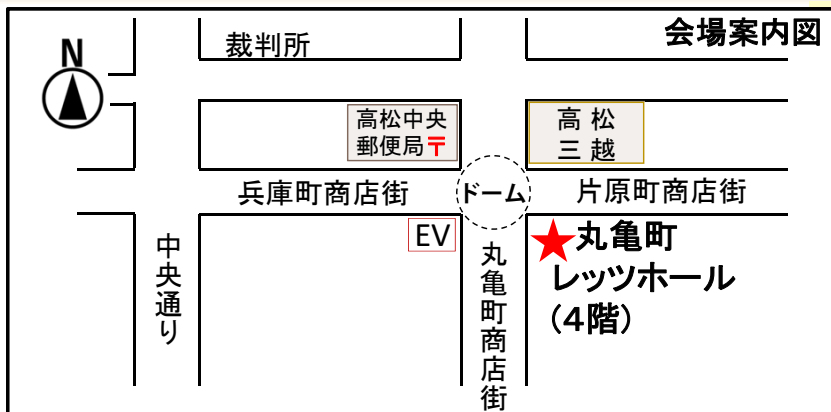 会場案内図
N
裁判所
高松中央
郵便局〒
高松
三越
兵庫町商店街
ドーム
片原町商店街
EV
中央通り
丸亀町商店街
★丸亀町
レッツホール
(4階)